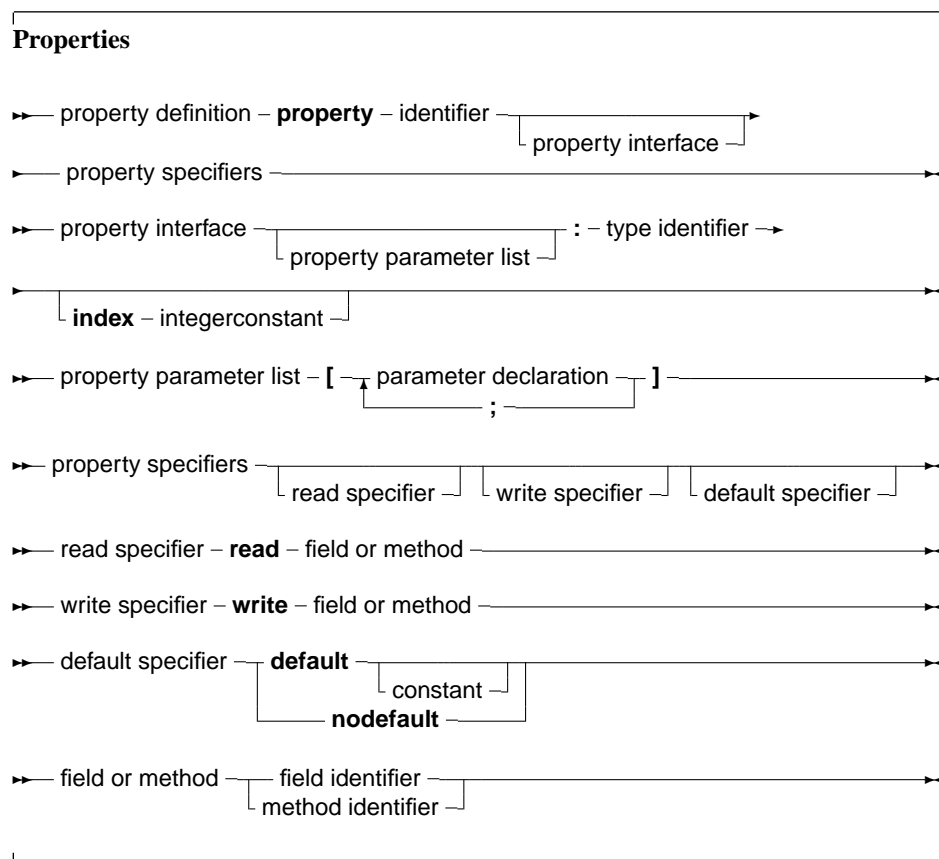 Properties
property definition – property – identifier
property interface
property specifiers
property interface : – type identifier
property parameter list
index – integerconstant
property parameter list – [ parameter declaration ]
;
property specifiers
read specifier write specifier default specifier
read specifier – read – field or method
write specifier – write – field or method
default specifier default
constant
nodefault
field or method field identifier
method identifier